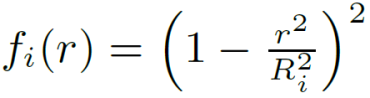 f_i(r) = \left(1 - \frac{r^2}{R_i^2}\right)^2